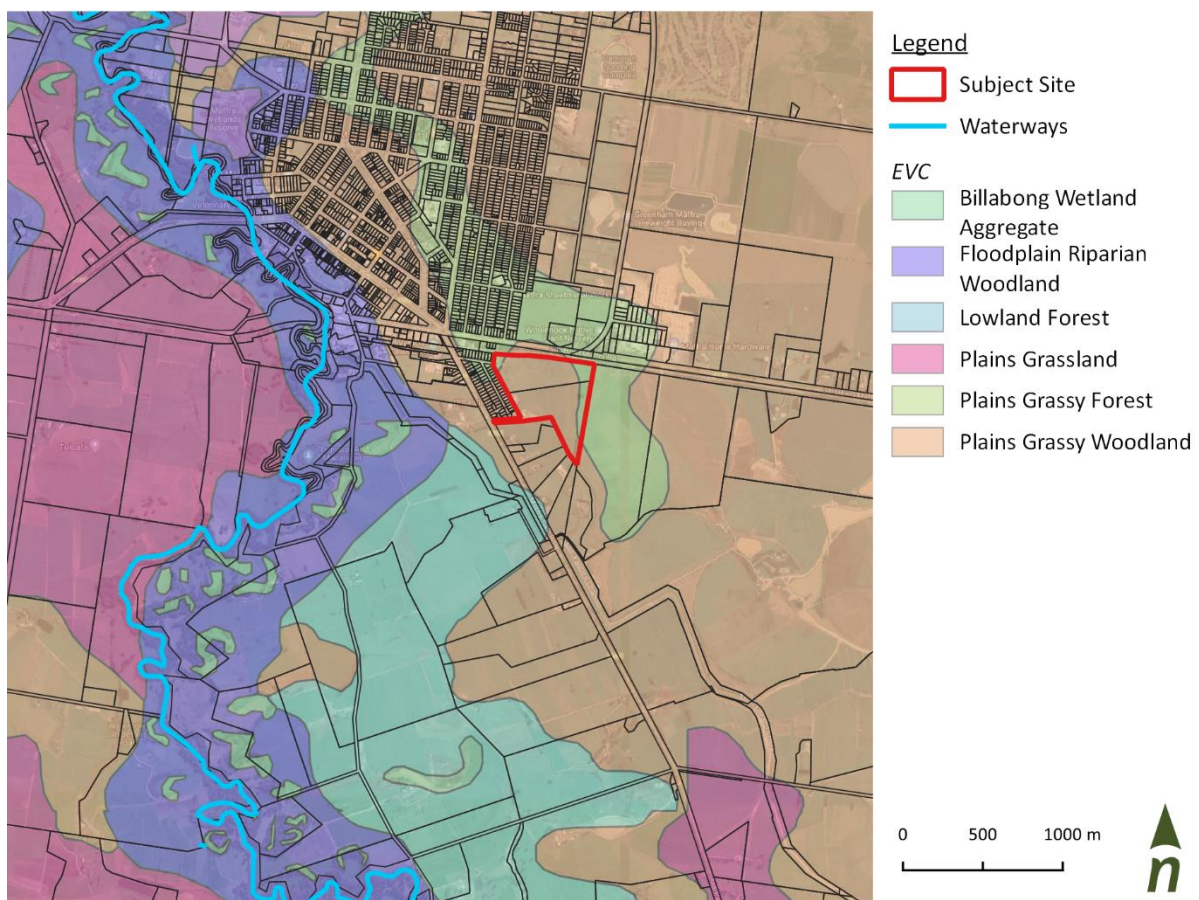 Legend
Subject Site
Waterways
EVC
Billabong Wetland
Aggregate
Floodplain Riparian
Woodland
Lowland Forest
Plains Grassland
Plains Grassy Forest
Plains Grassy Woodland
0 500 1000 m
n